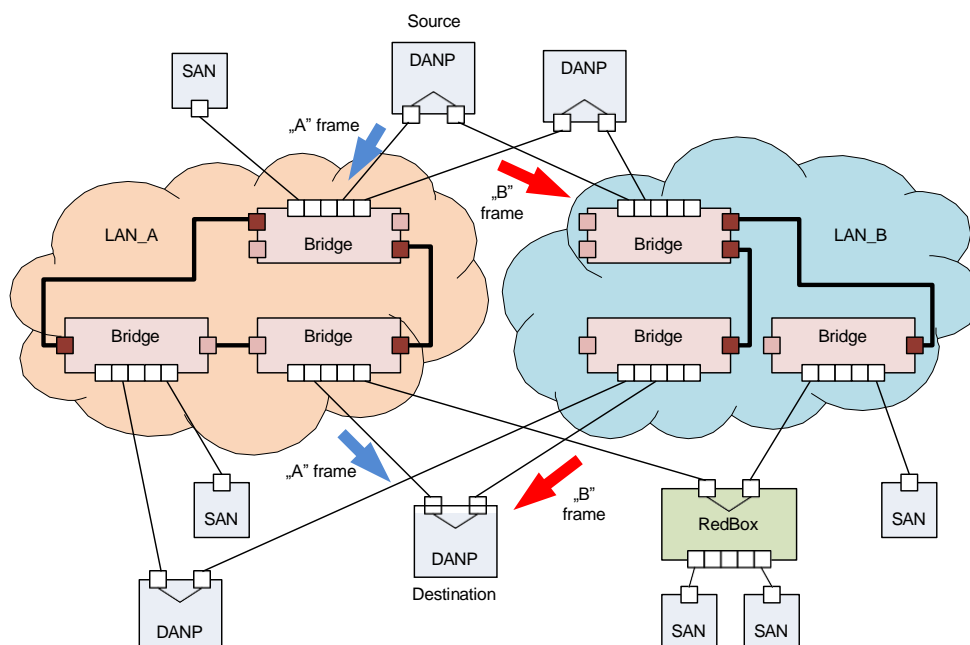 Source
SAN
DANP
DANP
„A” frame
„B”
frame
LAN_A
Bridge
Bridge
LAN_B
Bridge
Bridge
Bridge
Bridge
„A” frame
„B”
frame
SAN
DANP
Destination
RedBox
SAN
DANP
SAN
SAN